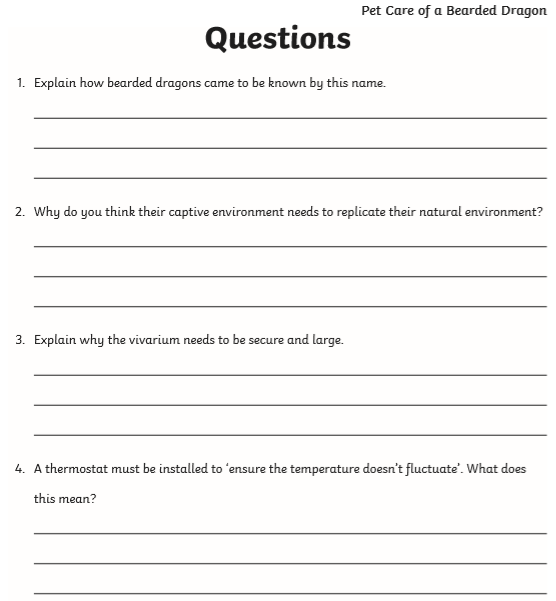 Pet Care of a Bearded Dragon
Questions
1. Explain how bearded dragons came to be known by this name.
2. Why do you think their captive environment needs to replicate their natural environment?
3. Explain why the vivarium needs to be secure and large.
4. A thermostat must be installed to ‘ensure the temperature doesn’t fluctuate’. What does
this mean?